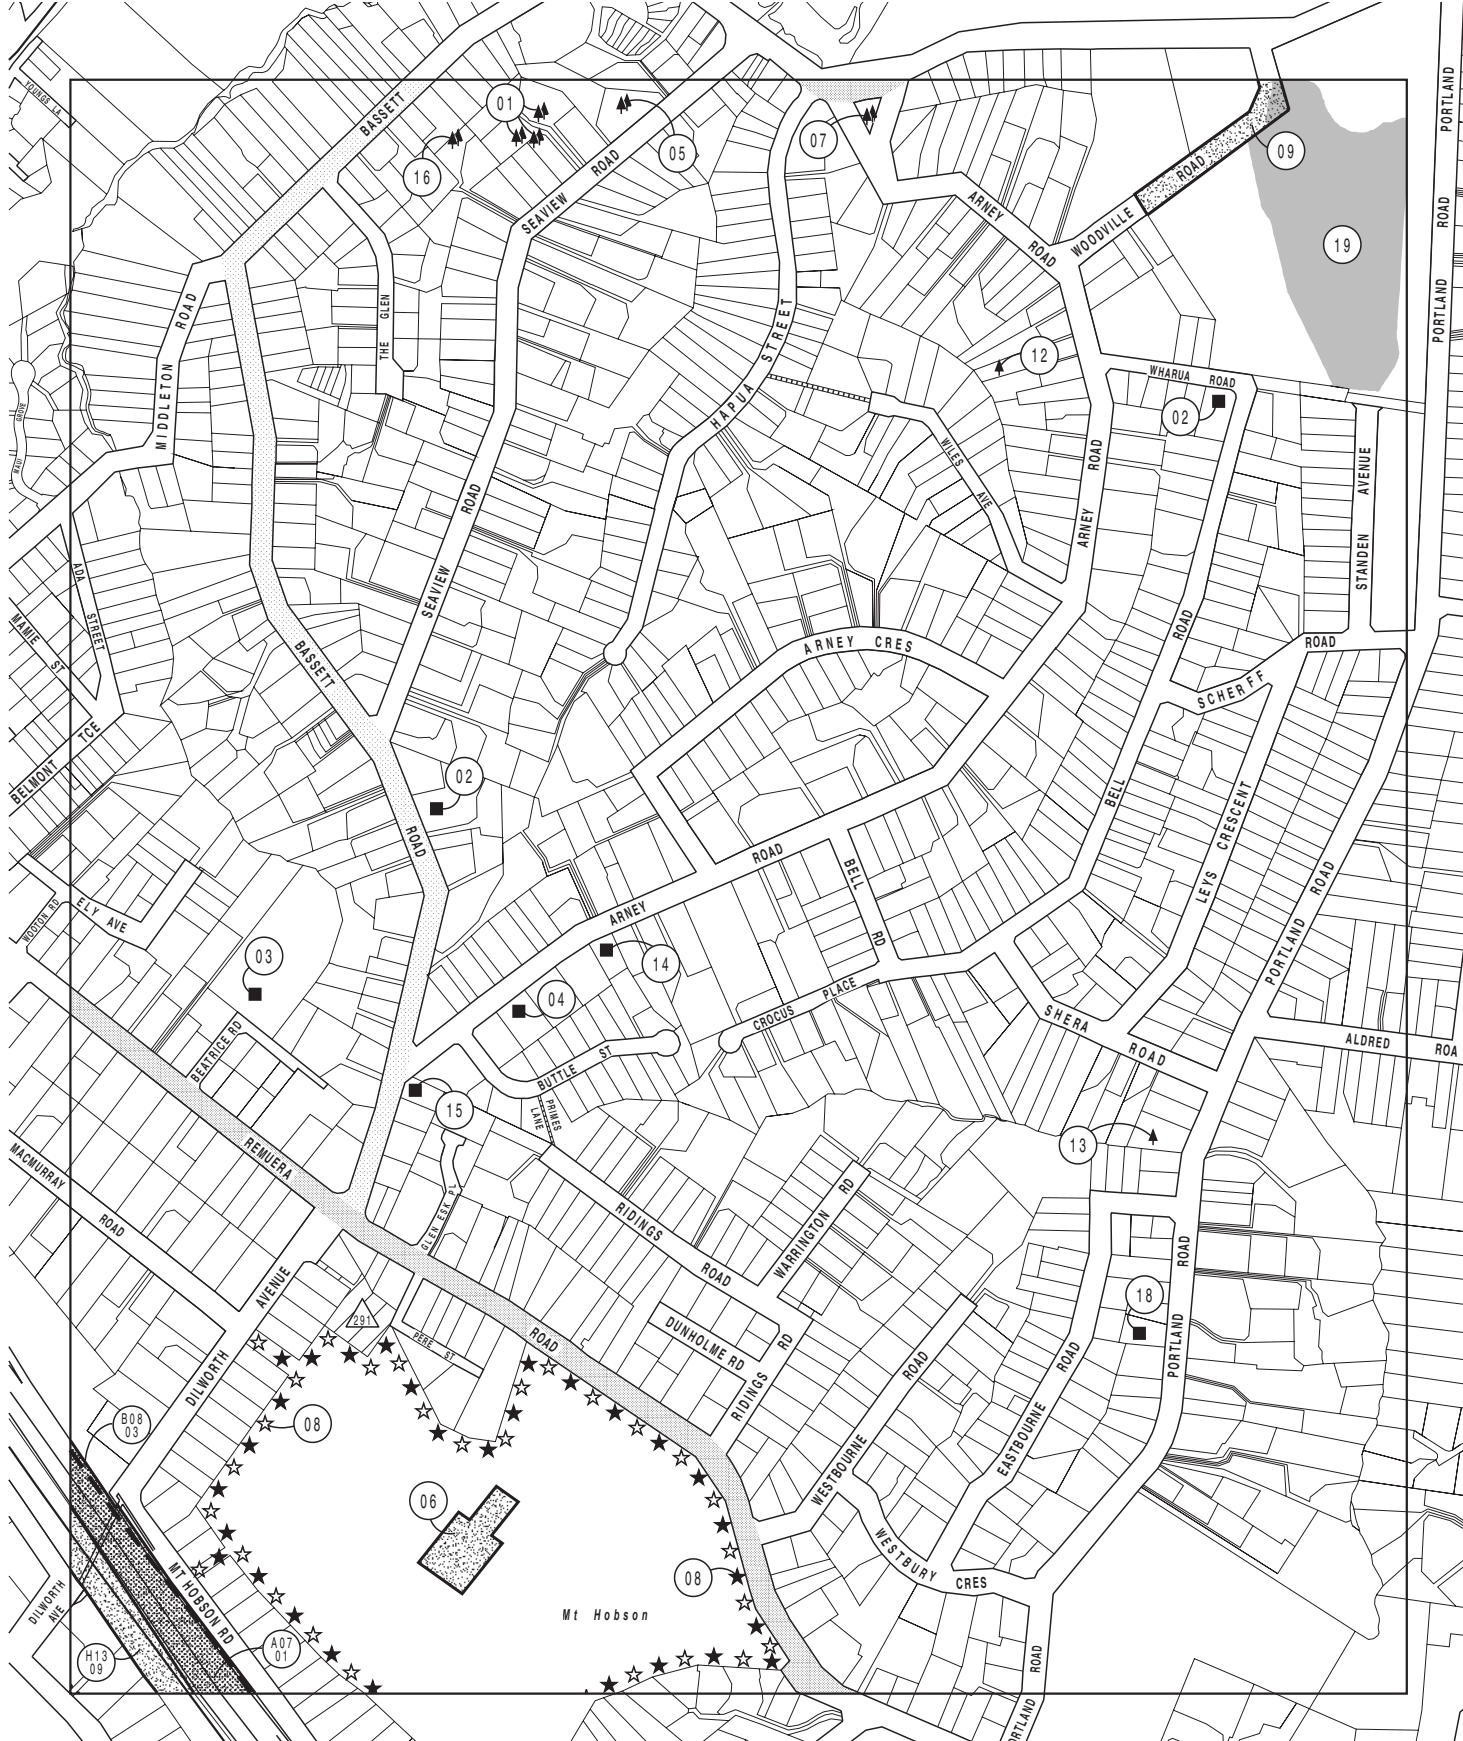 YOUNGS LA
BASSETT
01
05
16
SEAVIEW ROAD
07
09
WOODVILLE ROAD
PORTLAND
ROAD
PORTLAND
19
ARNEY
ROAD
THE GLEN
MIDDLETON ROAD
HAPUA STREET
12
WHARUA ROAD
02
MAUI GROVE
WILES AVE
ARNEY ROAD
STANDEN AVENUE
SEAVIEW ROAD
ADA STREET
MAMIE ST
BELMONT TCE
BASSETT
ROAD
ARNEY CRES
BELL ROAD
SCHERFF ROAD
02
LEYS CRESCENT
PORTLAND ROAD
ROAD
ARNEY
BELL RD
ELY AVE
WOOTON RD
03
14
04
CROCUS PLACE
BUTTLE ST
PRIMES LANE
SHERA
ROAD
ALDRED ROA
BEATRICE RD
15
13
REMUERA
MACMURRAY
ROAD
GLEN ESK PL
RIDINGS
ROAD
WARRINGTON RD
DILWORTH AVENUE
291
PERE ST
ROAD
DUNHOLME RD
RIDINGS RD
18
PORTLAND ROAD
EASTBOURNE ROAD
WESTBOURNE ROAD
B08
03
08
06
WESTBURY CRES
08
Mt Hobson
MT HOBSON RD
DILWORTH
AVE
H13
09
A07
01
ROAD
RTLAND